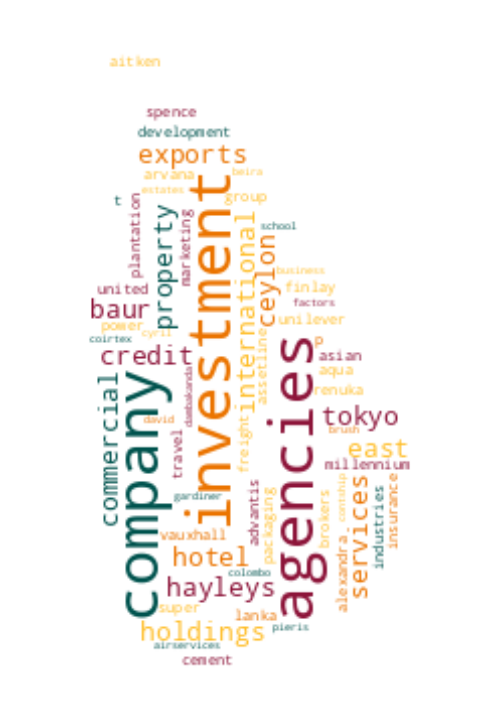 aitken
spence
development
exports
arvana
beira
estates
t
plantation
property
marketing
investment
group
school
international
ceylon
business
finlay
factors
united
baur
power
cyril
unilever
coirtex
credit
assetline
p
asian
aqua
renuka
dambakanda
commercial
company
agencies
david
travel
freight
tokyo
brush
east
millennium
gardiner
advantis
packaging
brokers
containship
services
industries
insurance
vauxhall
hotel
colombo
hayleys
alexandra
super
lanka
holdings
pieris
airservices
cement